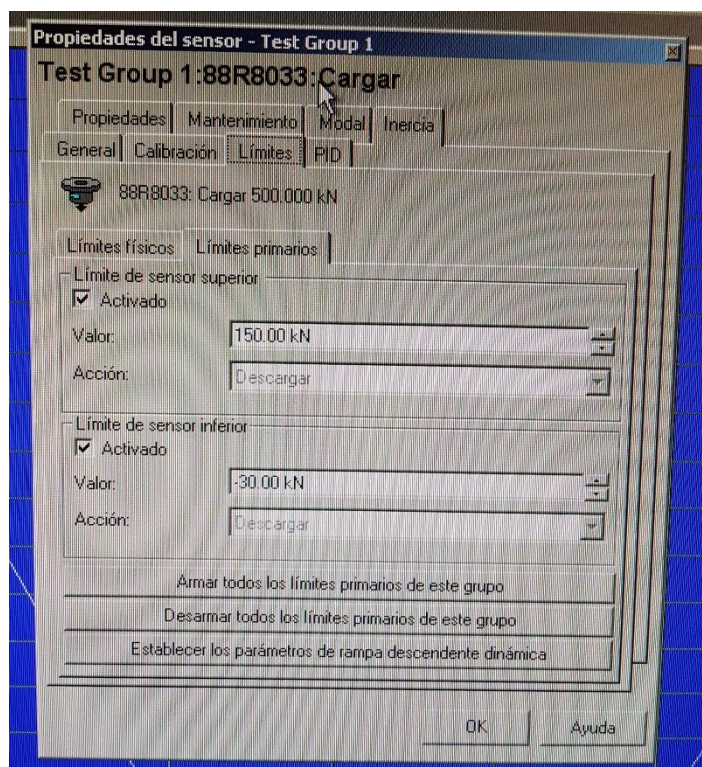 Propiedades del sensor - Test Group 1
Test Group 1:88R8033:Cargar
Propiedades Mantenimiento Modal Inercia
General Calibración Límites PID
88R8033: Cargar 500.000 kN
Límites físicos Límites primarios
Límite de sensor superior
Activado
Valor: 150.00 kN
Acción: Descargar
Límite de sensor inferior
Activado
Valor: -30.00 kN
Acción: Descargar
Armar todos los límites primarios de este grupo
Desarmar todos los límites primarios de este grupo
Establecer los parámetros de rampa descendente dinámica
OK Ayuda